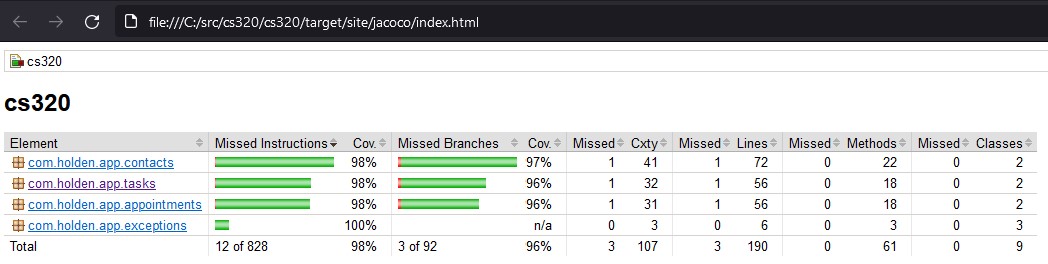 file:///C:/src/cs320/cs320/target/site/jacoco/index.html
cs320
cs320
Element Missed Instructions Cov. Missed Branches Cov. Missed Cxty Missed Lines Missed Methods Missed Classes
com.holden.app.contacts 98% 97% 1 41 1 72 0 22 0 2
com.holden.app.tasks 98% 96% 1 32 1 56 0 18 0 2
com.holden.app.appointments 98% 96% 1 31 1 56 0 18 0 2
com.holden.app.exceptions 100% n/a 0 3 0 6 0 3 0 3
Total 12 of 828 98% 3 of 92 96% 3 107 3 190 0 61 0 9